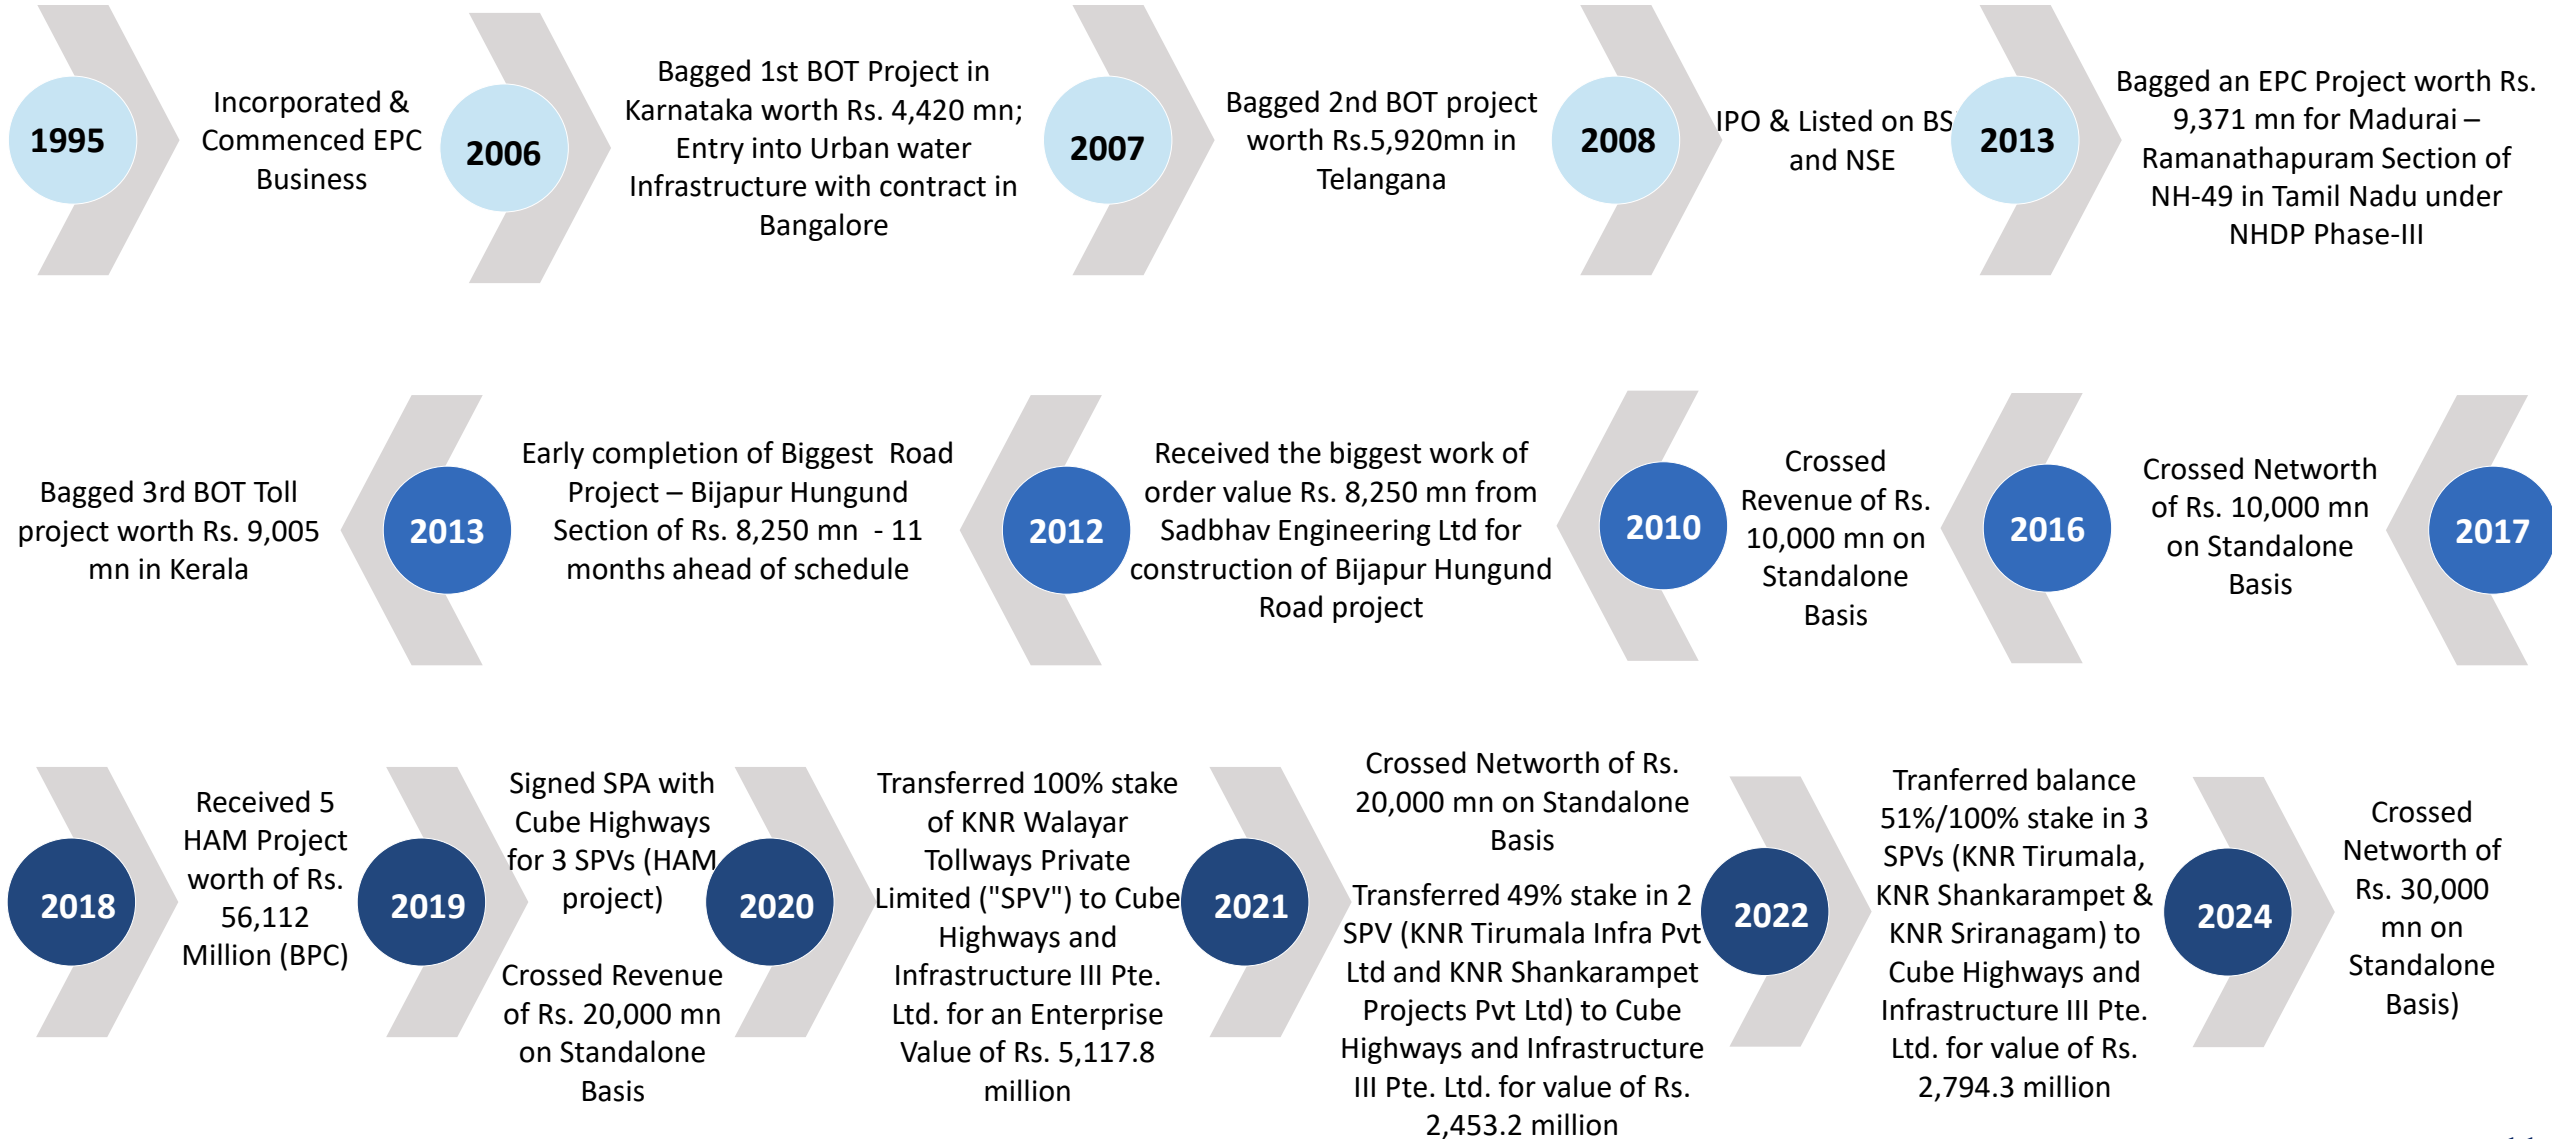 1995
Incorporated &
Commenced EPC
Business
2006
Bagged 1st BOT Project in
Karnataka worth Rs. 4,420 mn;
Entry into Urban water
Infrastructure with contract in
Bangalore
2007
Bagged 2nd BOT project
worth Rs.5,920mn in
Telangana
2008
IPO & Listed on BS
and NSE
2013
Bagged an EPC Project worth Rs.
9,371 mn for Madurai –
Ramanathapuram Section of
NH-49 in Tamil Nadu under
NHDP Phase-III
Bagged 3rd BOT Toll
project worth Rs. 9,005
mn in Kerala
2013
Early completion of Biggest Road
Project – Bijapur Hungund
Section of Rs. 8,250 mn - 11
months ahead of schedule
2012
Received the biggest work of
order value Rs. 8,250 mn from
Sadbhav Engineering Ltd for
construction of Bijapur Hungund
Road project
2010
Crossed
Revenue of Rs.
10,000 mn on
Standalone
Basis
2016
Crossed Networth
of Rs. 10,000 mn
on Standalone
Basis
2017
2018
Received 5
HAM Project
worth of Rs.
56,112
Million (BPC)
2019
Signed SPA with
Cube Highways
for 3 SPVs (HAM
project)
Crossed Revenue
of Rs. 20,000 mn
on Standalone
Basis
2020
Transferred 100% stake
of KNR Walayar
Tollways Private
Limited ("SPV") to Cube
Highways and
Infrastructure III Pte.
Ltd. for an Enterprise
Value of Rs. 5,117.8
million
2021
Crossed Networth of Rs.
20,000 mn on Standalone
Basis
Transferred 49% stake in 2
SPV (KNR Tirumala Infra Pvt
Ltd and KNR Shankarampet
Projects Pvt Ltd) to Cube
Highways and Infrastructure
III Pte. Ltd. for value of Rs.
2,453.2 million
2022
Tranferred balance
51%/100% stake in 3
SPVs (KNR Tirumala,
KNR Shankarampet &
KNR Sriranagam) to
Cube Highways and
Infrastructure III Pte.
Ltd. for value of Rs.
2,794.3 million
2024
Crossed
Networth of
Rs. 30,000
mn on
Standalone
Basis)